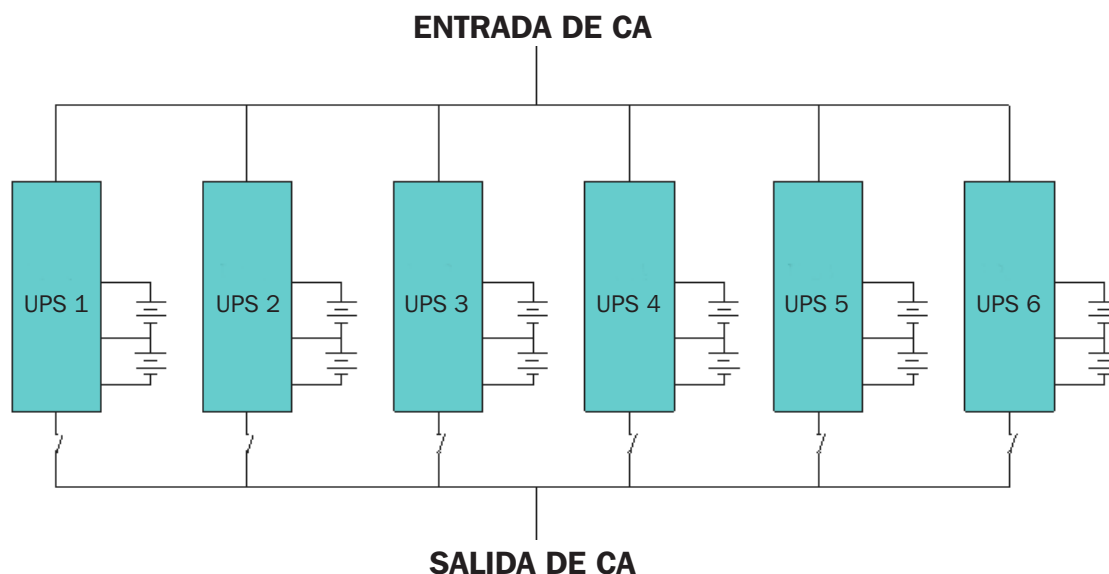 ENTRADA DE CA
UPS 1
UPS 2
UPS 3
UPS 4
UPS 5
UPS 6
SALIDA DE CA